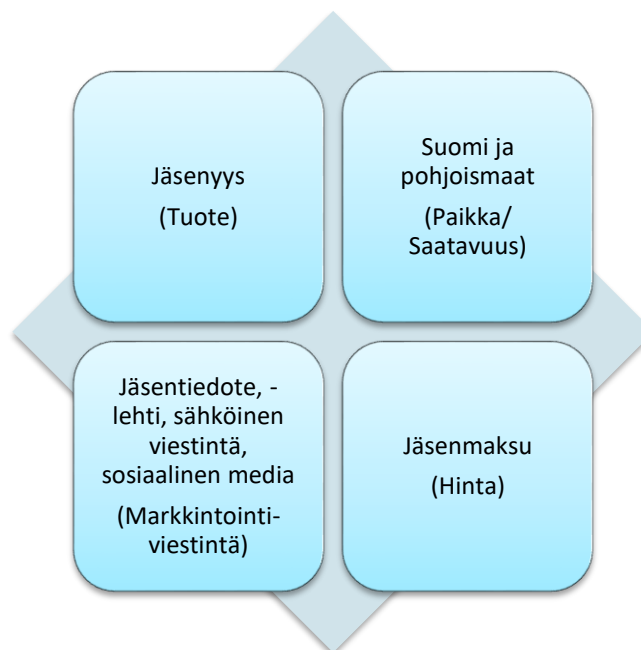 Jäsenyys
(Tuote)
Suomi ja
pohjoismaat
(Paikka/
Saatavuus)
Jäsentiedote, -
lehti, sähköinen
viestintä,
sosiaalinen media
(Markkintointi-
viestintä)
Jäsenmaksu
(Hinta)